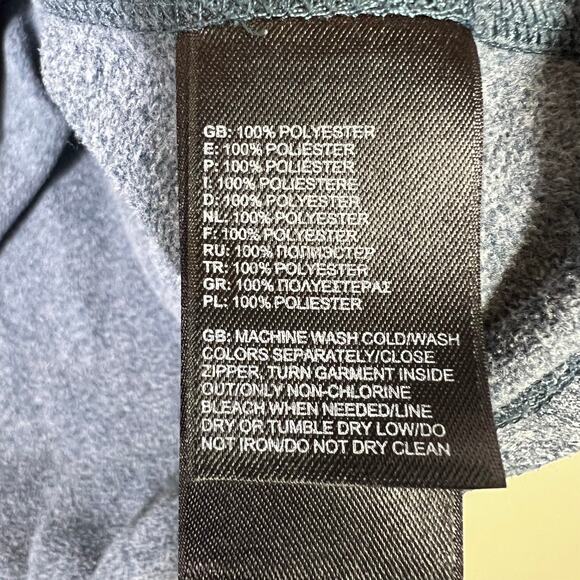 GB: 100% POLYESTER
E: 100% POLIESTER
P: 100% POLIESTER
I: 100% POLIESTERE
D: 100% POLYESTER
NL: 100% POLYESTER
F: 100% POLYESTER
RU: 100% ПОЛИЭСТЕР
TR: 100% POLYESTER
GR: 100% ΠΟΛΥΕΣΤΕΡΑΣ
PL: 100% POLIESTER
GB: MACHINE WASH COLD/WASH
COLORS SEPARATELY/CLOSE
ZIPPER, TURN GARMENT INSIDE
OUT/ONLY NON-CHLORINE
BLEACH WHEN NEEDED/LINE
DRY OR TUMBLE DRY LOW/DO
NOT IRON/DO NOT DRY CLEAN